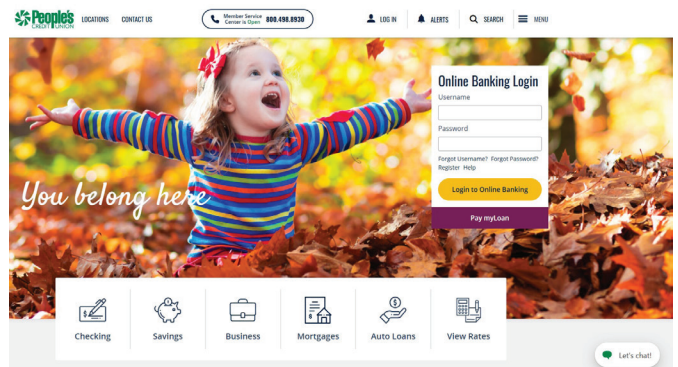 People's
CREDIT UNION
LOCATIONS
CONTACT US
Member Service
Center is Open
800.498.8930
LOG IN
ALERTS
SEARCH
MENU
You belong here
Online Banking Login
Username
Password
Forgot Username? Forgot Password?
Register Help
Login to Online Banking
Pay myLoan
Checking
Savings
Business
Mortgages
Auto Loans
View Rates
Let's chat!